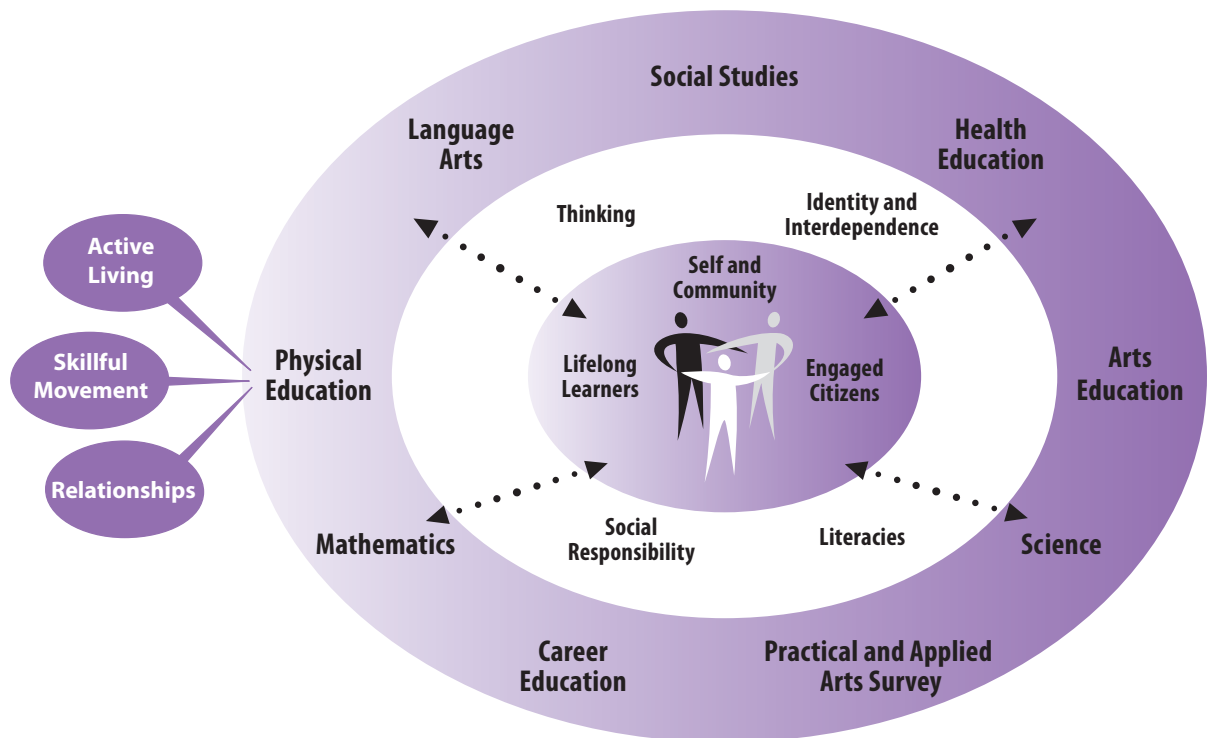 Social Studies
Language
Arts
Health
Education
Thinking
Identity and
Interdependence
Active
Living
Self and
Community
Skillful
Movement
Physical
Education
Lifelong
Learners
Engaged
Citizens
Arts
Education
Relationships
Mathematics
Social
Responsibility
Literacies
Science
Career
Education
Practical and Applied
Arts Survey